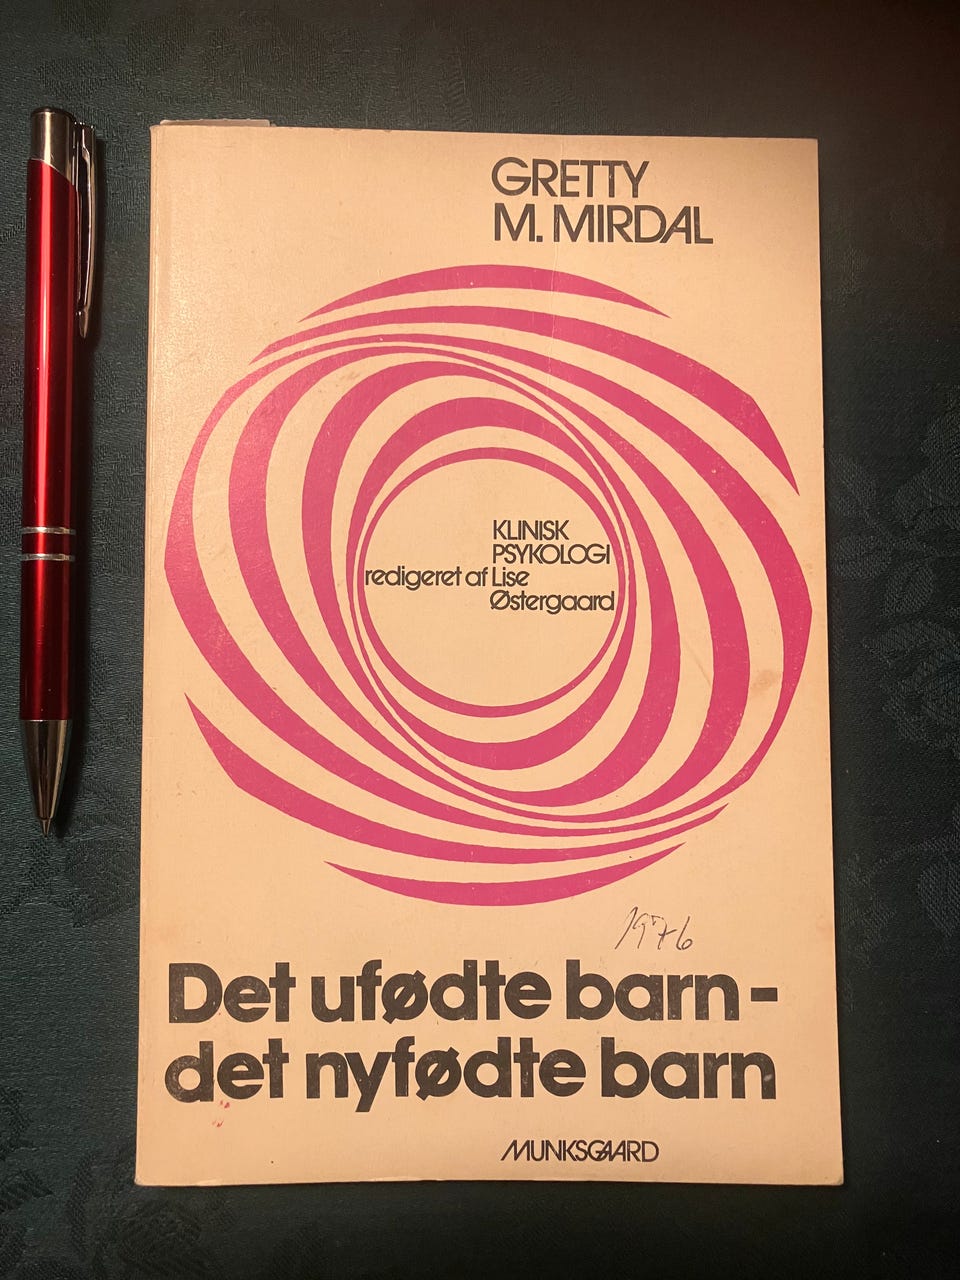 GRETTY
M. MIRDAL
KLINISK
PSYKOLOGI
redigeret af Lise
Østergaard
1976
Det ufødte barn -
det nyfødte barn
MUNKSGAARD